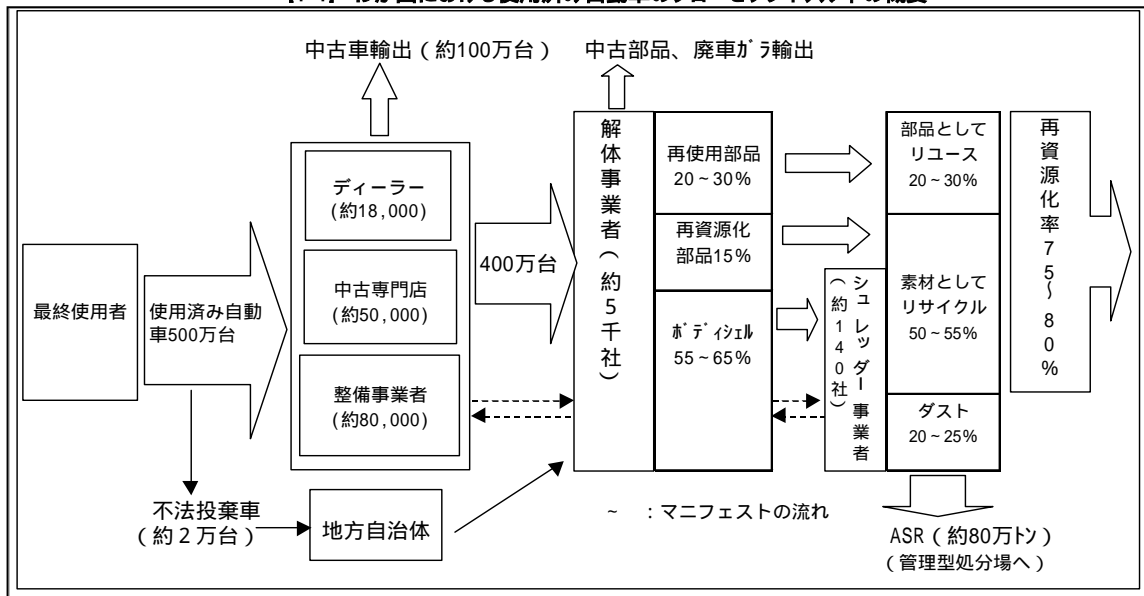 中古車輸出(約100万台)
中古部品、廃車ガラ輸出
ディーラー
(約18,000)
中古専門店
(約50,000)
整備事業者
(約80,000)
最終使用者
使用済み自動
車500万台
400万台
解体事業者(約5千社)
再使用部品
20~30%
再資源化
部品15%
ボディシェル
55~65%
シュレッダー事業者
(約140社)
部品として
リユース
20~30%
素材として
リサイクル
50~55%
ダスト
20~25%
再資源化率75~80%
不法投棄車
(約2万台)
地方自治体
~ :マニフェストの流れ
ASR(約80万トン)
(管理型処分場へ)